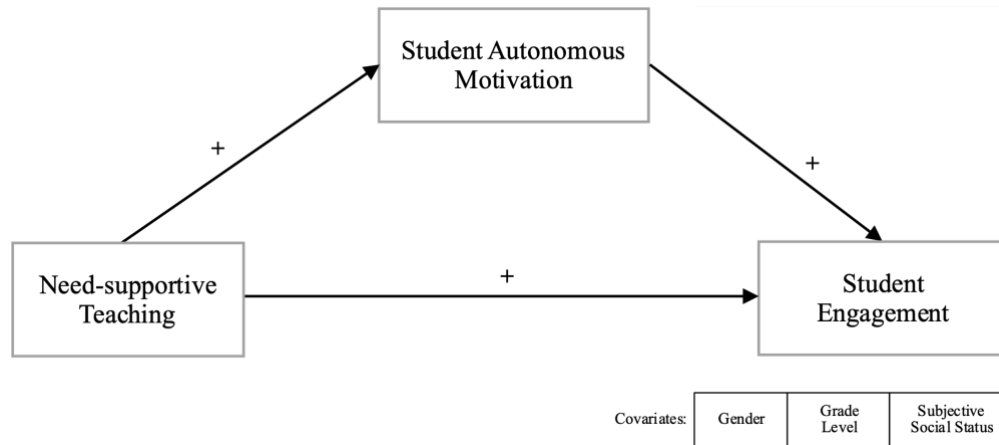 Student Autonomous
Motivation
+
+
Need-supportive
Teaching
+
Student
Engagement
Covariates:
Gender
Grade
Level
Subjective
Social Status